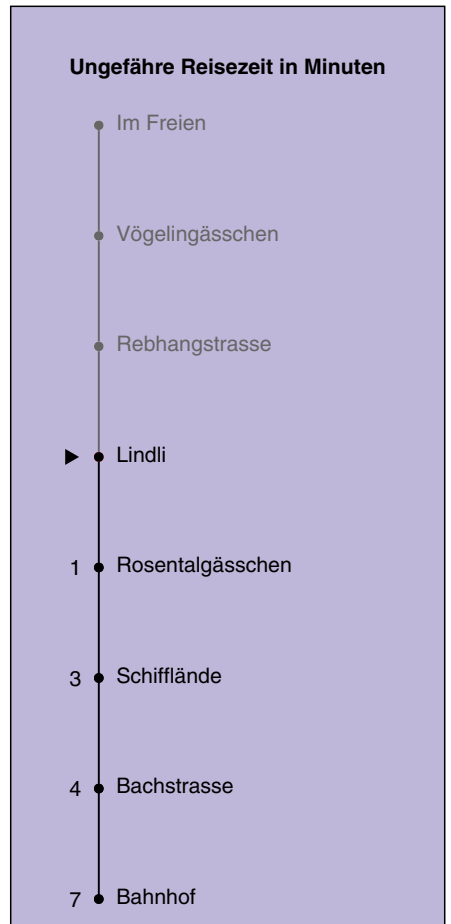 Ungefähre Reisezeit in Minuten
Im Freien
Vögelingässchen
Rebhangstrasse
Lindli
1 Rosentalgässchen
3 Schifflände
4 Bachstrasse
7 Bahnhof